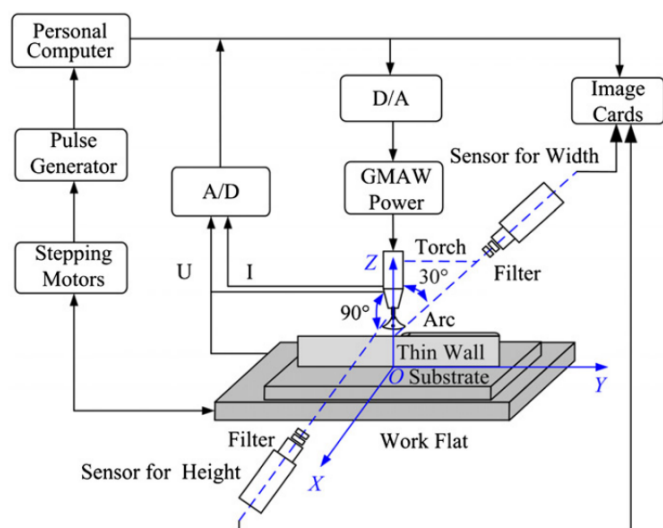 Personal
Computer
D/A
Image
Cards
Pulse
Generator
Sensor for Width
A/D
GMAW
Power
Stepping
Motors
U
I
Z
Torch
30°
Filter
90°
Arc
Thin Wall
O
Substrate
Y
Filter
Work Flat
Sensor for Height
X